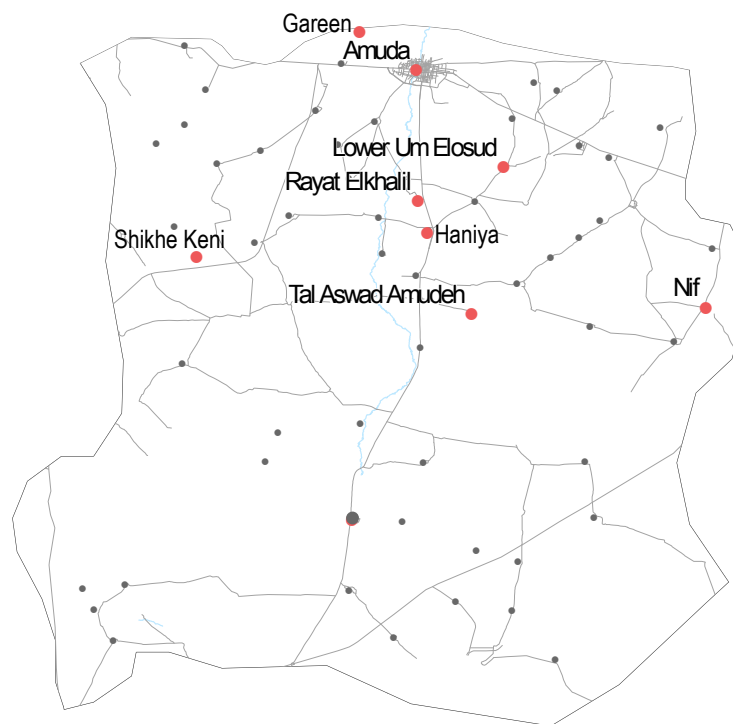 Gareen
Amuda
Lower Um Elosud
Rayat Elkhalil
Haniya
Shikhe Keni
Tal Aswad Amudeh
Nif